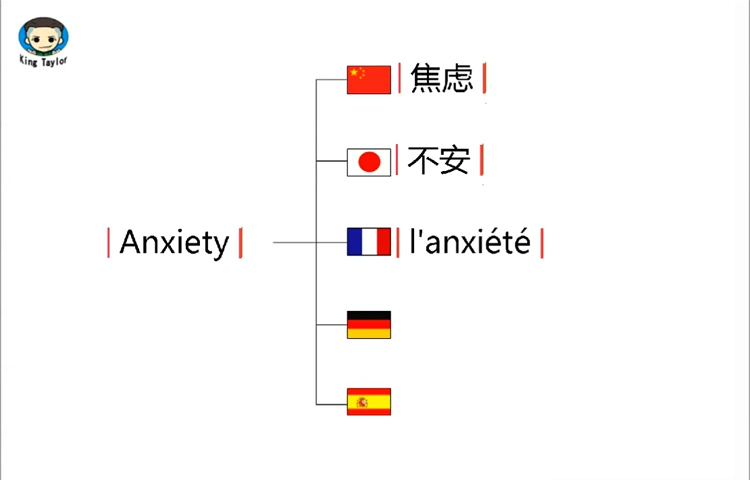 King Taylor
焦虑
不安
Anxiety
l'anxiété